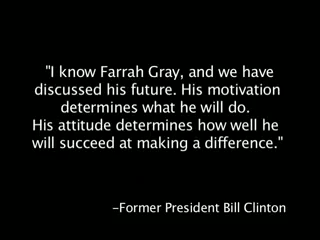 "I know Farrah Gray, and we have
discussed his future. His motivation
determines what he will do.
His attitude determines how well he
will succeed at making a difference."
-Former President Bill Clinton